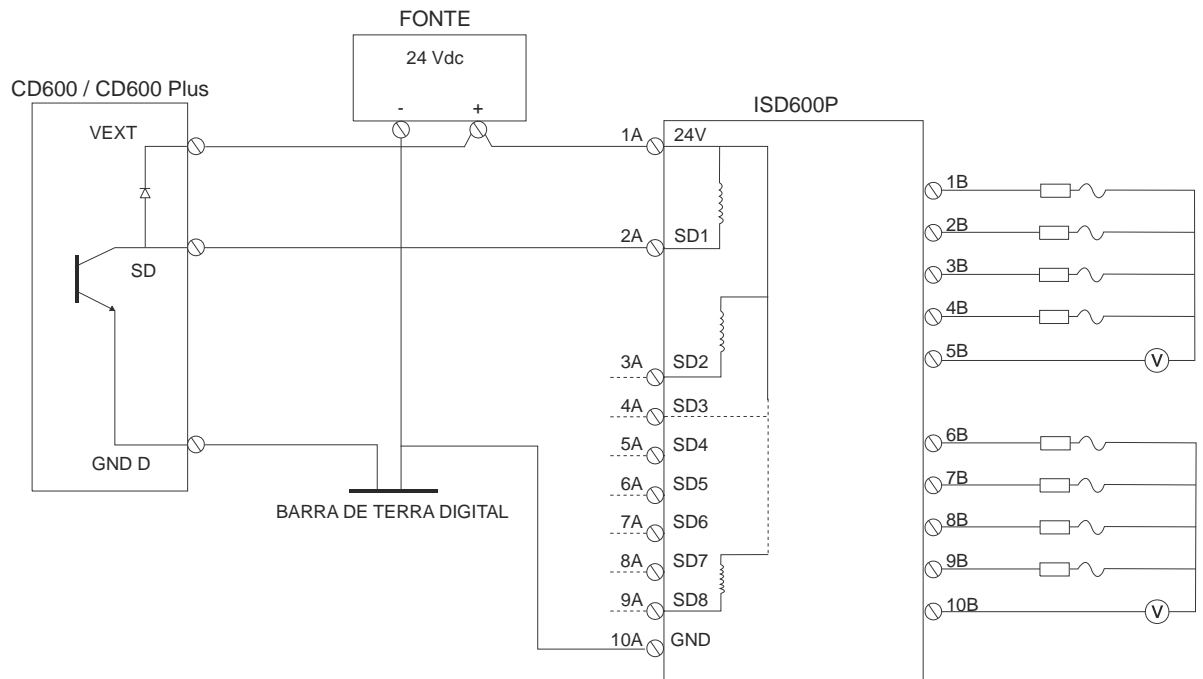 FONTE
24 Vdc
- +
CD600 / CD600 Plus
VEXT
SD
GND D
BARRA DE TERRA DIGITAL
ISD600P
1A 24V
2A SD1
3A SD2
4A SD3
5A SD4
6A SD5
7A SD6
8A SD7
9A SD8
10A GND
1B
2B
3B
4B
5B V
6B
7B
8B
9B
10B V